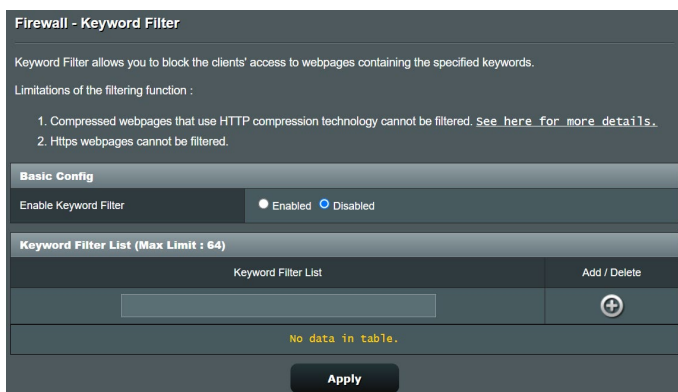 Firewall - Keyword Filter
Keyword Filter allows you to block the clients' access to webpages containing the specified keywords.
Limitations of the filtering function :
1. Compressed webpages that use HTTP compression technology cannot be filtered. See here for more details.
2. Https webpages cannot be filtered.
Basic Config
Enable Keyword Filter Enabled Disabled
Keyword Filter List (Max Limit : 64)
Keyword Filter List Add / Delete
No data in table.
Apply